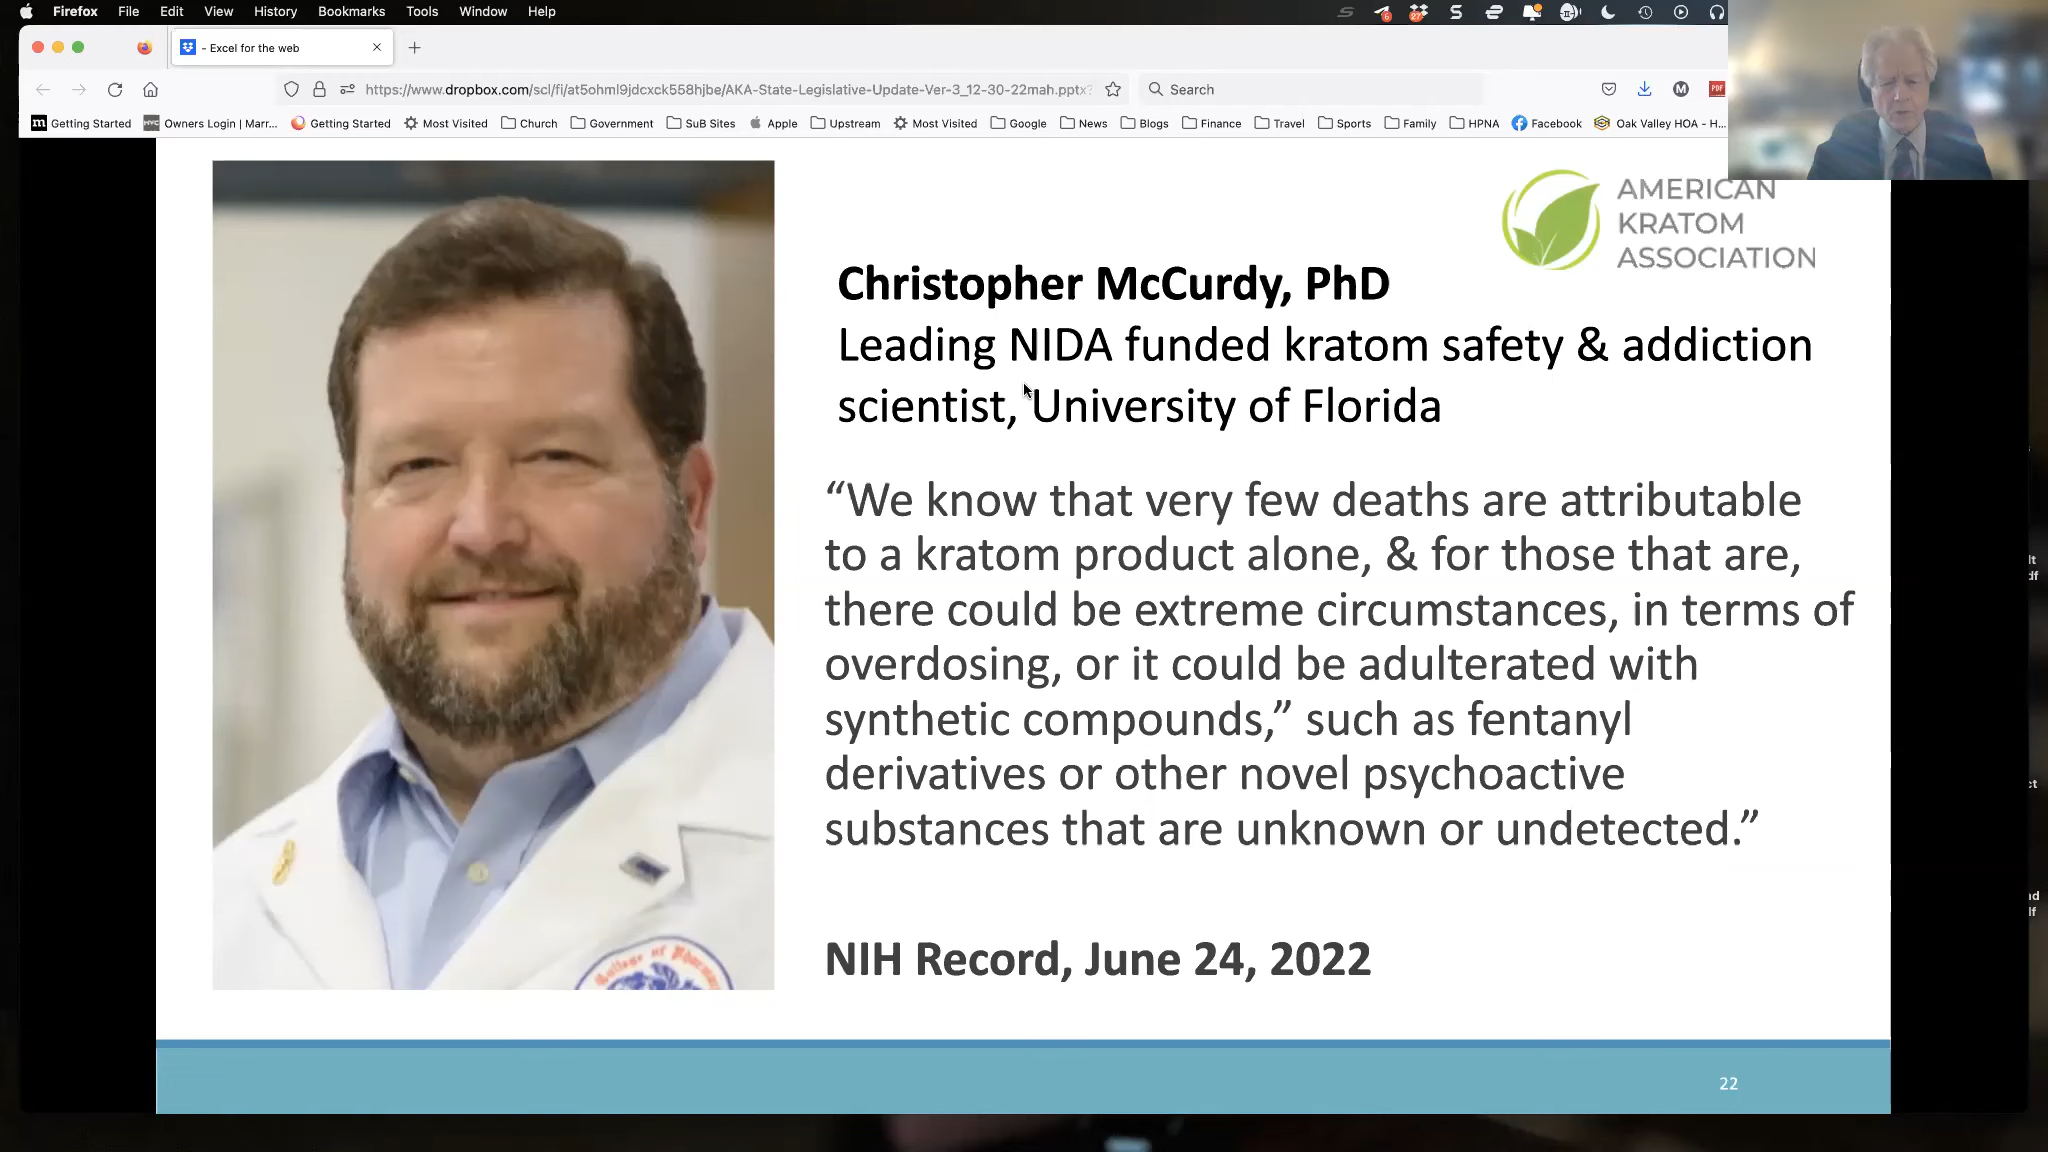 Firefox File Edit View History Bookmarks Tools Window Help
- Excel for the web
https://www.dropbox.com/scl/fi/at5ohml9jdcxck558hjbe/AKA-State-Legislative-Update-Ver-3_12-30-22mah.pptx?
Search
Getting Started Owners Login | Marr... Getting Started Most Visited Church Government SuB Sites Apple Upstream Most Visited Google News Blogs Finance Travel Sports Family HPNA Facebook Oak Valley HOA - H...
AMERICAN
KRATOM
ASSOCIATION
Christopher McCurdy, PhD
Leading NIDA funded kratom safety & addiction
scientist, University of Florida
“We know that very few deaths are attributable
to a kratom product alone, & for those that are,
there could be extreme circumstances, in terms of
overdosing, or it could be adulterated with
synthetic compounds,” such as fentanyl
derivatives or other novel psychoactive
substances that are unknown or undetected.”
NIH Record, June 24, 2022
College of Pharmacy
22